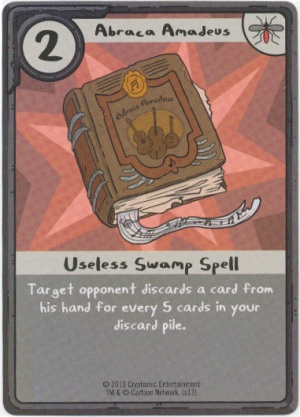 2
Abraca Amadeus
Abraca Amadeus
Useless Swamp Spell
Target opponent discards a card from
his hand for every 5 cards in your
discard pile.
© 2013 Cryptozoic Entertainment
TM & © Cartoon Network. (s13)